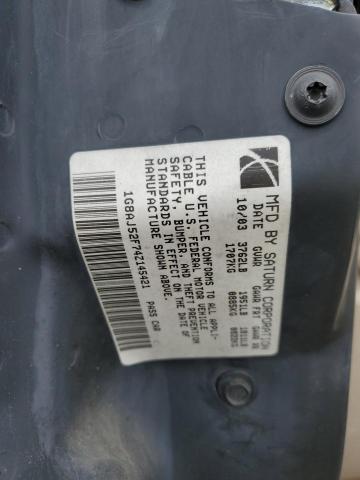 MFD BY SATURN CORPORATION
DATE GVWR GAWR FRT GAWR RR
10/03 3762LB 1951LB 1811LB
1707KG 0885KG 0822KG
THIS VEHICLE CONFORMS TO ALL APPLI-
CABLE U.S. FEDERAL MOTOR VEHICLE
SAFETY, BUMPER, AND THEFT PREVENTION
STANDARDS IN EFFECT ON THE DATE OF
MANUFACTURE SHOWN ABOVE.
1G8AJ52F74Z145421 PASS CAR